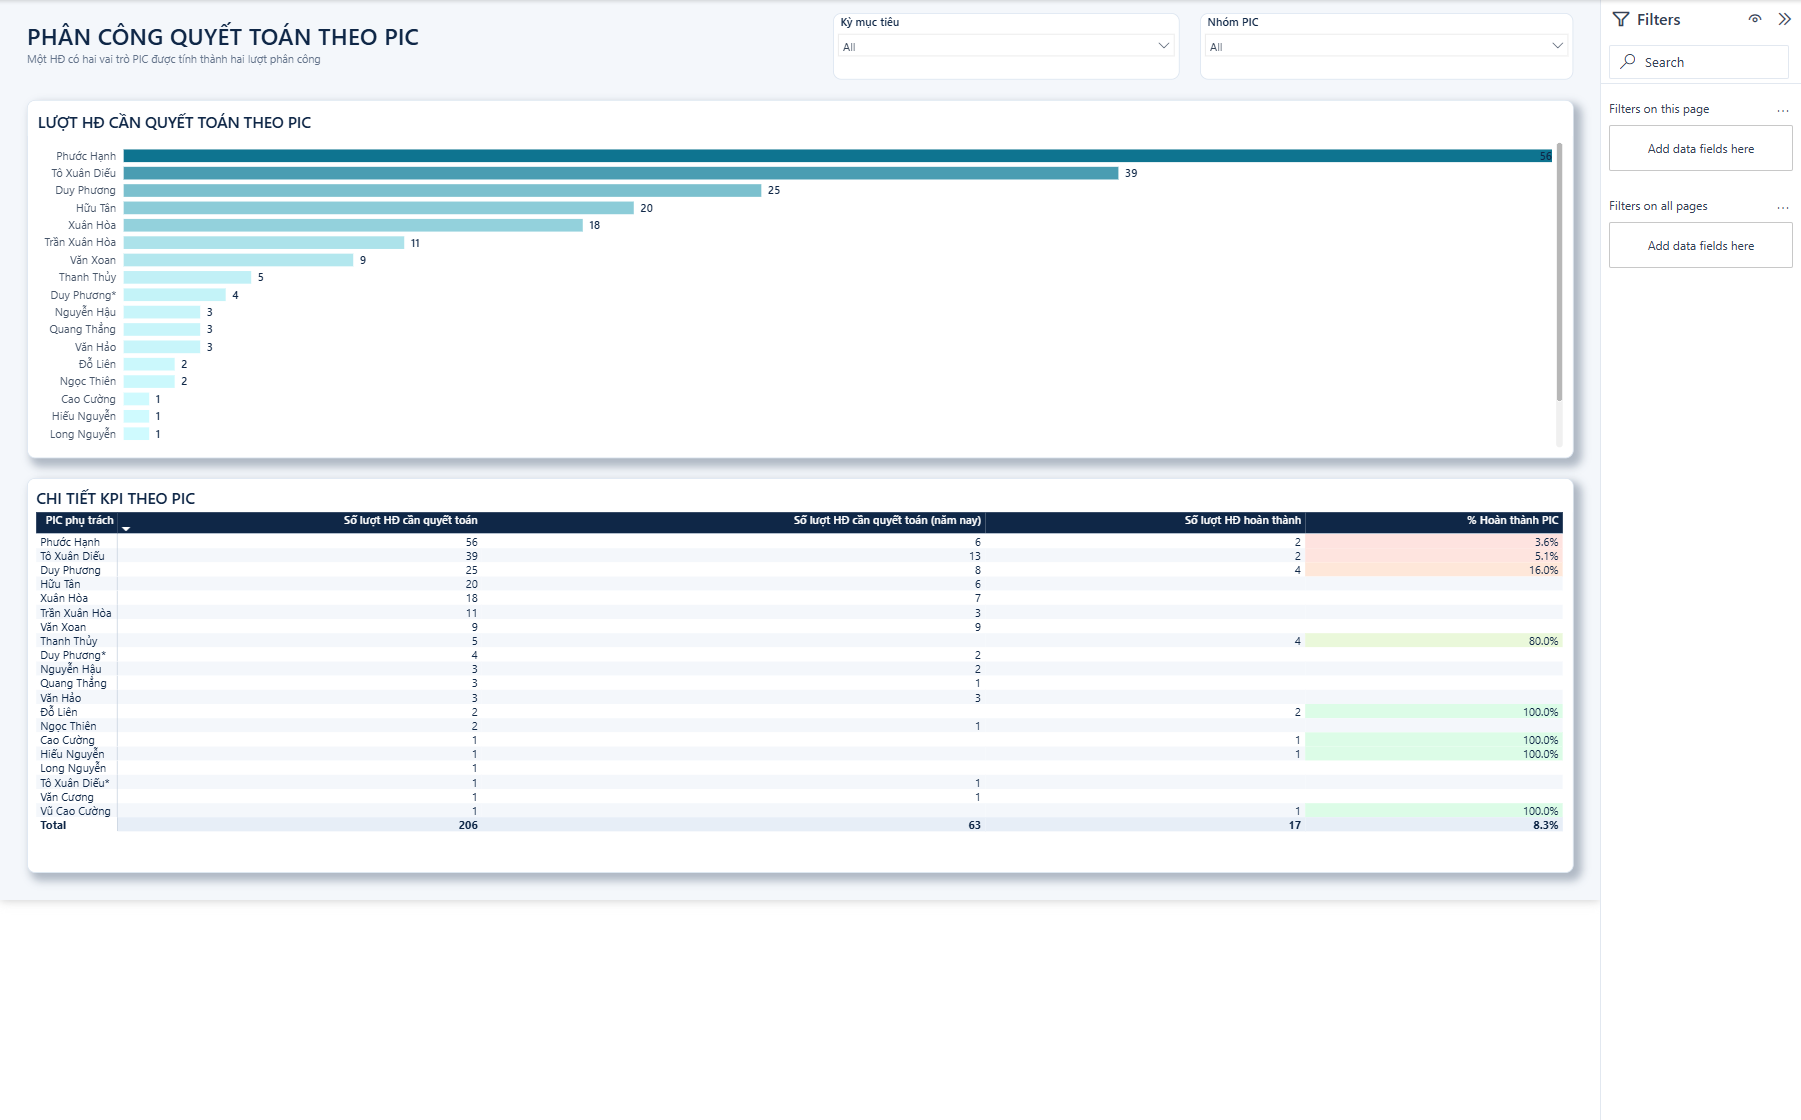 PHÂN CÔNG QUYẾT TOÁN THEO PIC
Một HĐ có hai vai trò PIC được tính thành hai lượt phân công
Kỳ mục tiêu
All
Nhóm PIC
All
LƯỢT HĐ CẦN QUYẾT TOÁN THEO PIC
Phước Hạnh 56
Tô Xuân Diếu 39
Duy Phương 25
Hữu Tân 20
Xuân Hòa 18
Trần Xuân Hòa 11
Văn Xoan 9
Thanh Thủy 5
Duy Phương* 4
Nguyễn Hậu 3
Quang Thắng 3
Văn Hảo 3
Đỗ Liên 2
Ngọc Thiên 2
Cao Cường 1
Hiếu Nguyễn 1
Long Nguyễn 1
CHI TIẾT KPI THEO PIC
PIC phụ trách Số lượt HĐ cần quyết toán Số lượt HĐ cần quyết toán (năm nay) Số lượt HĐ hoàn thành % Hoàn thành PIC
Phước Hạnh 56 6 2 3.6%
Tô Xuân Diếu 39 13 2 5.1%
Duy Phương 25 8 4 16.0%
Hữu Tân 20 6
Xuân Hòa 18 7
Trần Xuân Hòa 11 3
Văn Xoan 9 9
Thanh Thủy 5 4 80.0%
Duy Phương* 4 2
Nguyễn Hậu 3 2
Quang Thắng 3 1
Văn Hảo 3 3
Đỗ Liên 2 2 100.0%
Ngọc Thiên 2 1
Cao Cường 1 1 100.0%
Hiếu Nguyễn 1 1 100.0%
Long Nguyễn 1
Tô Xuân Diếu* 1 1
Văn Cương 1 1
Vũ Cao Cường 1 1 100.0%
Total 206 63 17 8.3%
Filters
Search
Filters on this page ...
Add data fields here
Filters on all pages ...
Add data fields here